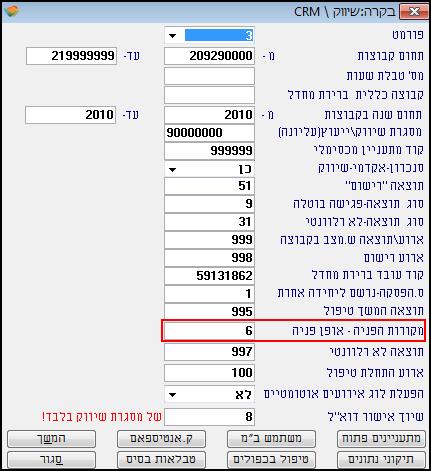 בקרה:שיווק \ CRM
פורמט 3
תחום קבוצות מ - 209290000 עד- 219999999
מס' טבלת שעות
קבוצה כללית ברירת מחדל
תחום שנה בקבוצות מ - 2010 עד- 2010
מסגרת שיווק\ייעוץ(עליונה) 90000000
קוד מתעניין מכסימלי 999999
סנכרון-אקדמי-שיווק כן
תוצאה "רישום" 51
סוג תוצאה-פגישה בוטלה 9
סוג תוצאה-לא רלוונטי 31
ארוע\תוצאה ש.מצב בקבוצה 999
ארוע רישום 998
קוד עובד ברירת מחדל 59131862
ס.הפסקה-נרשם ליחידה אחרת 1
תוצאה המשך טיפול 995
מקורות הפניה - אופן פניה 6
תוצאה לא רלוונטי 997
ארוע התחלת טיפול 100
הפעלת לוג אירועים אוטומטיים לא
שיוך אישור דוא"ל 8 של מסגרת שיווק בלבד!
מתעניינים פתוח משתמש ב"מ ק.אנטיספאם המשך
תיקוני נתונים טיפול בכפולים טבלאות בסיס סגור